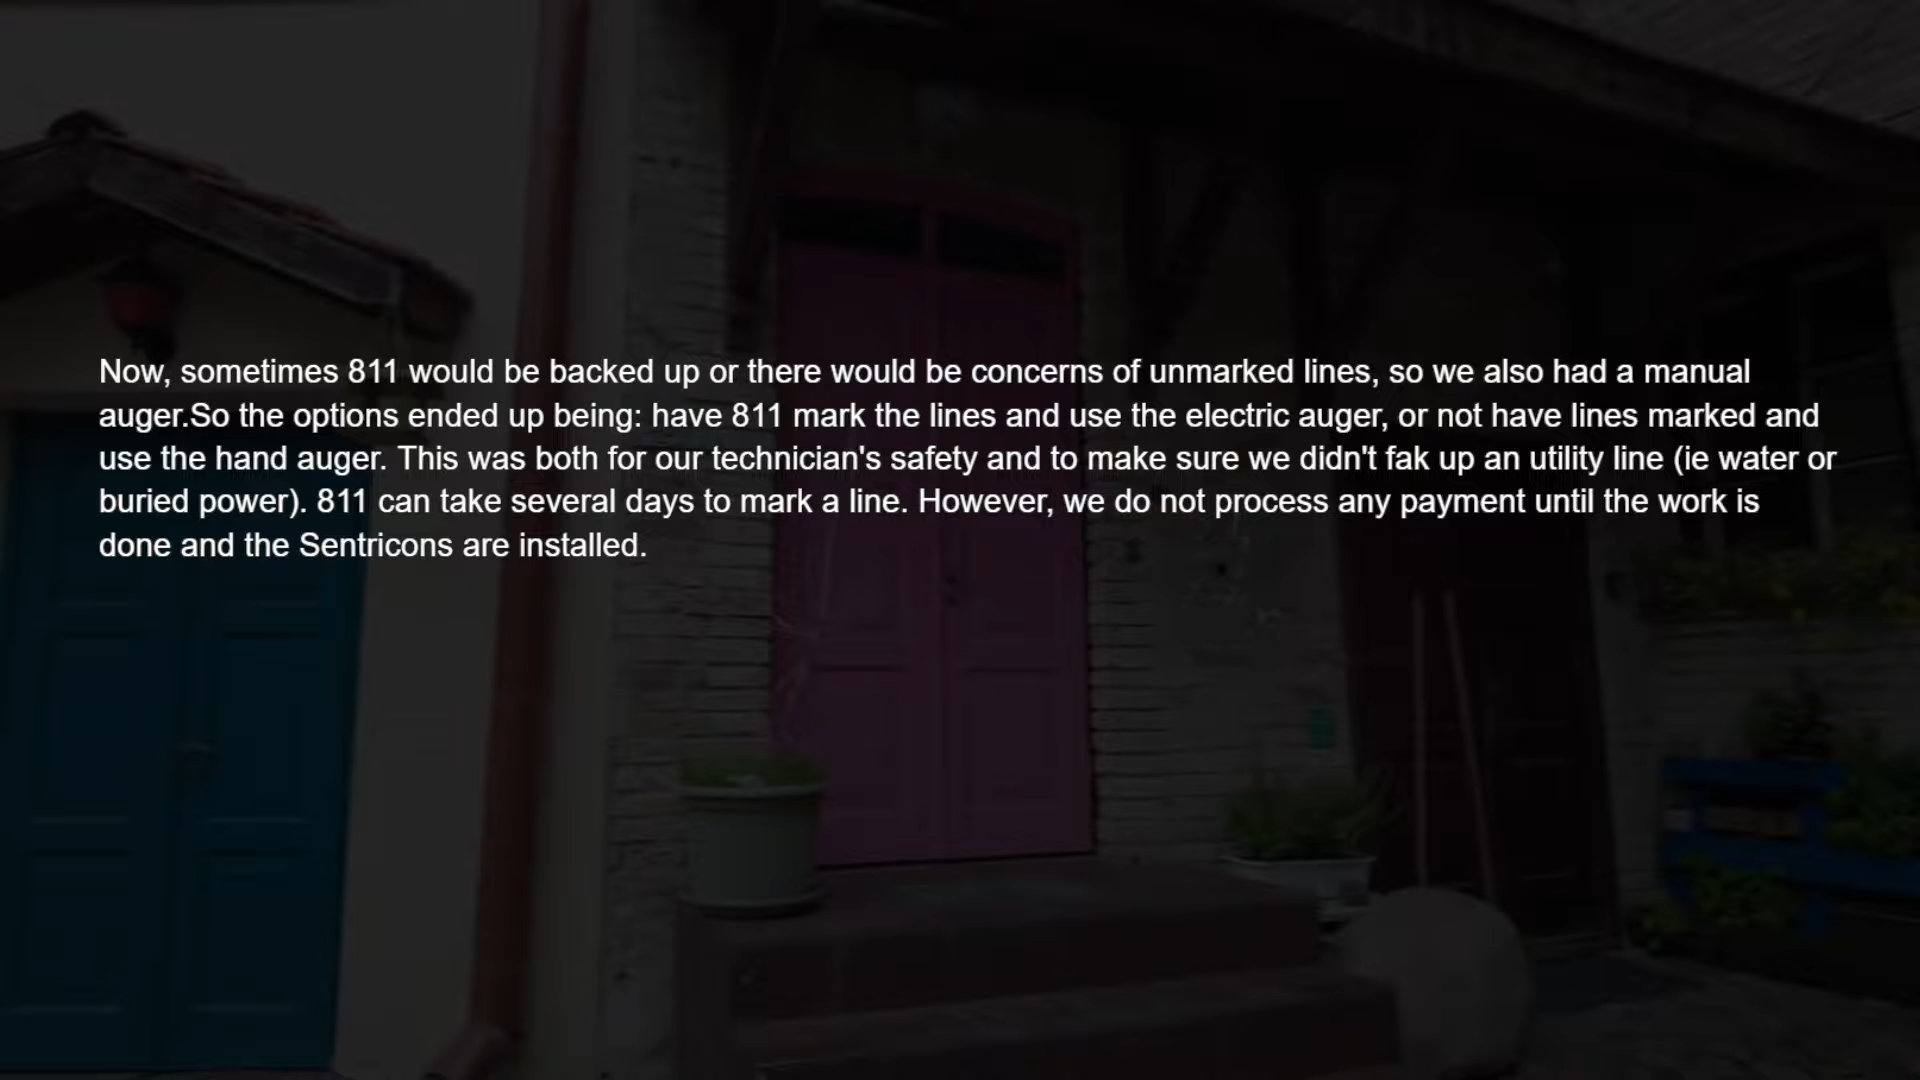 Now, sometimes 811 would be backed up or there would be concerns of unmarked lines, so we also had a manual
auger.So the options ended up being: have 811 mark the lines and use the electric auger, or not have lines marked and
use the hand auger. This was both for our technician's safety and to make sure we didn't fak up an utility line (ie water or
buried power). 811 can take several days to mark a line. However, we do not process any payment until the work is
done and the Sentricons are installed.